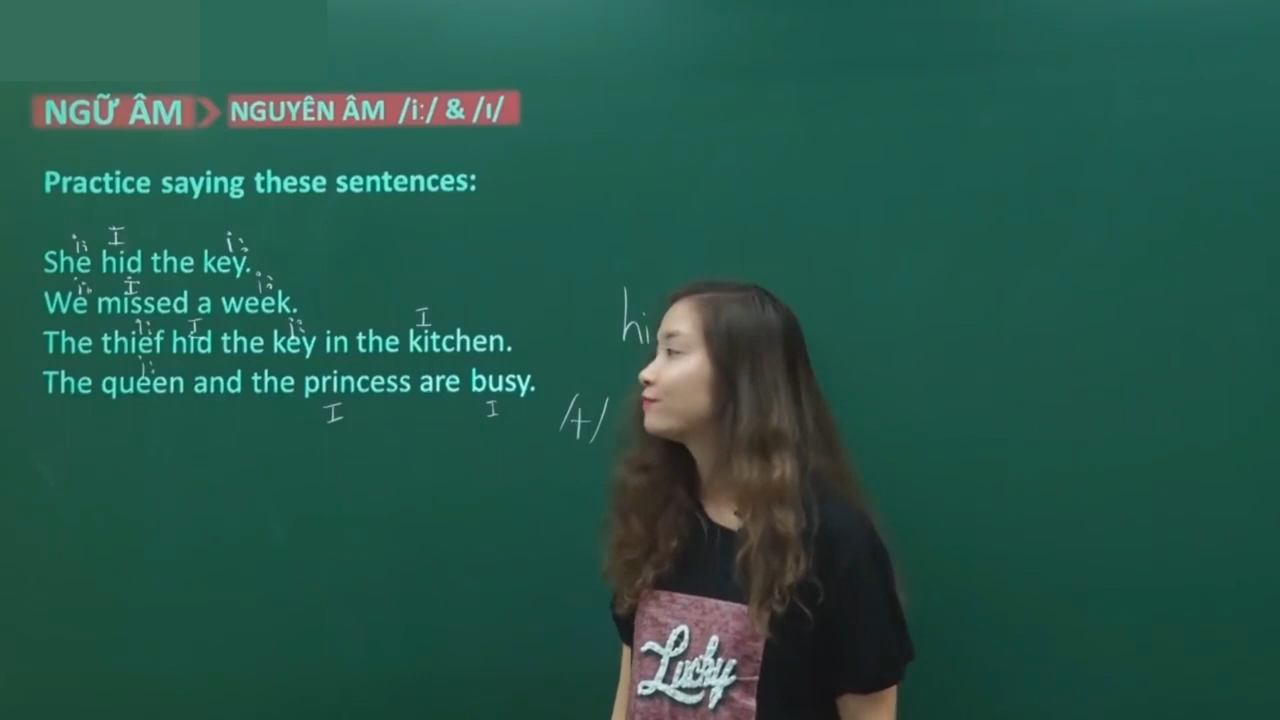 NGỮ ÂM > NGUYÊN ÂM /i:/ & /ɪ/
Practice saying these sentences:
i: I i:
She hid the key.
i: I i:
We missed a week.
i: I i: I
The thief hid the key in the kitchen.
i:
The queen and the princess are busy.
I I
hi
/t/
Lucky